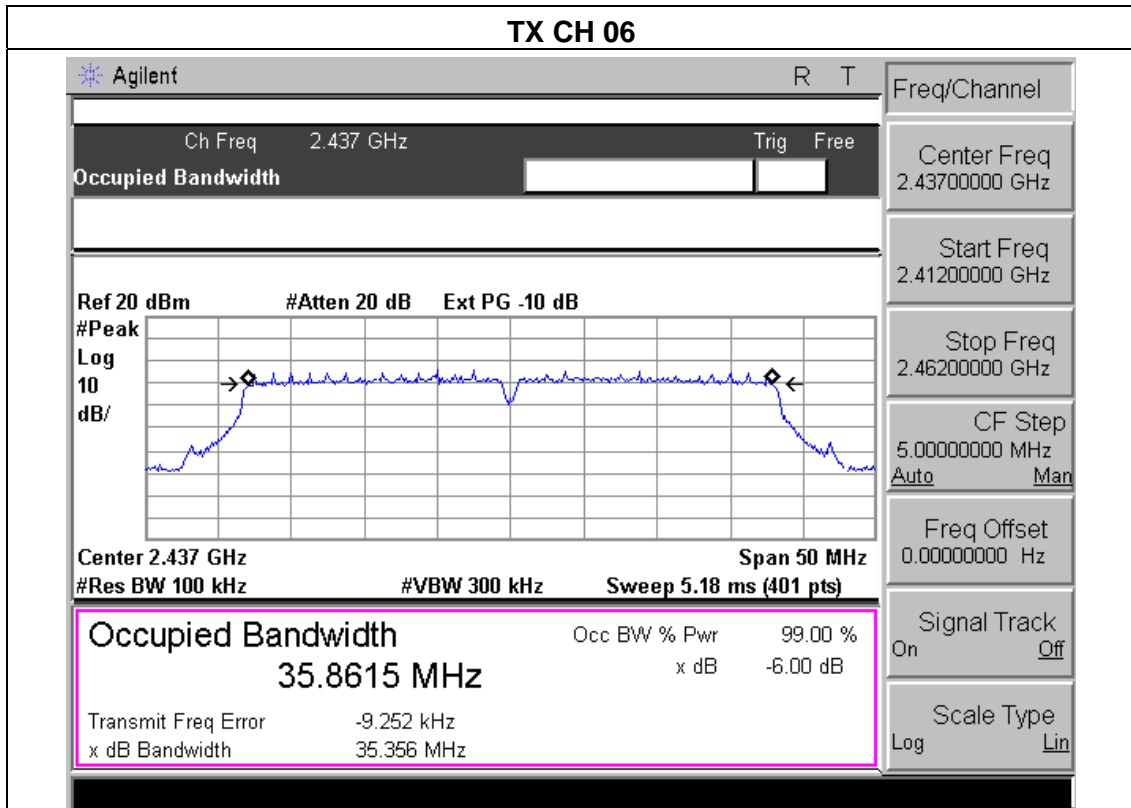 TX CH 06
Agilent R T
Ch Freq 2.437 GHz Trig Free
Occupied Bandwidth
Ref 20 dBm #Atten 20 dB Ext PG -10 dB
#Peak
Log
10
dB/
Center 2.437 GHz Span 50 MHz
#Res BW 100 kHz #VBW 300 kHz Sweep 5.18 ms (401 pts)
Occupied Bandwidth Occ BW % Pwr 99.00 %
35.8615 MHz x dB -6.00 dB
Transmit Freq Error -9.252 kHz
x dB Bandwidth 35.356 MHz
Freq/Channel
Center Freq
2.43700000 GHz
Start Freq
2.41200000 GHz
Stop Freq
2.46200000 GHz
CF Step
5.00000000 MHz
Auto Man
Freq Offset
0.00000000 Hz
Signal Track
On Off
Scale Type
Log Lin